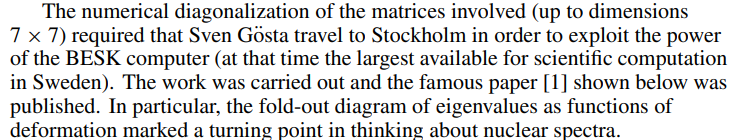 The numerical diagonalization of the matrices involved (up to dimensions
7 × 7) required that Sven Gösta travel to Stockholm in order to exploit the power
of the BESK computer (at that time the largest available for scientific computation
in Sweden). The work was carried out and the famous paper [1] shown below was
published. In particular, the fold-out diagram of eigenvalues as functions of
deformation marked a turning point in thinking about nuclear spectra.